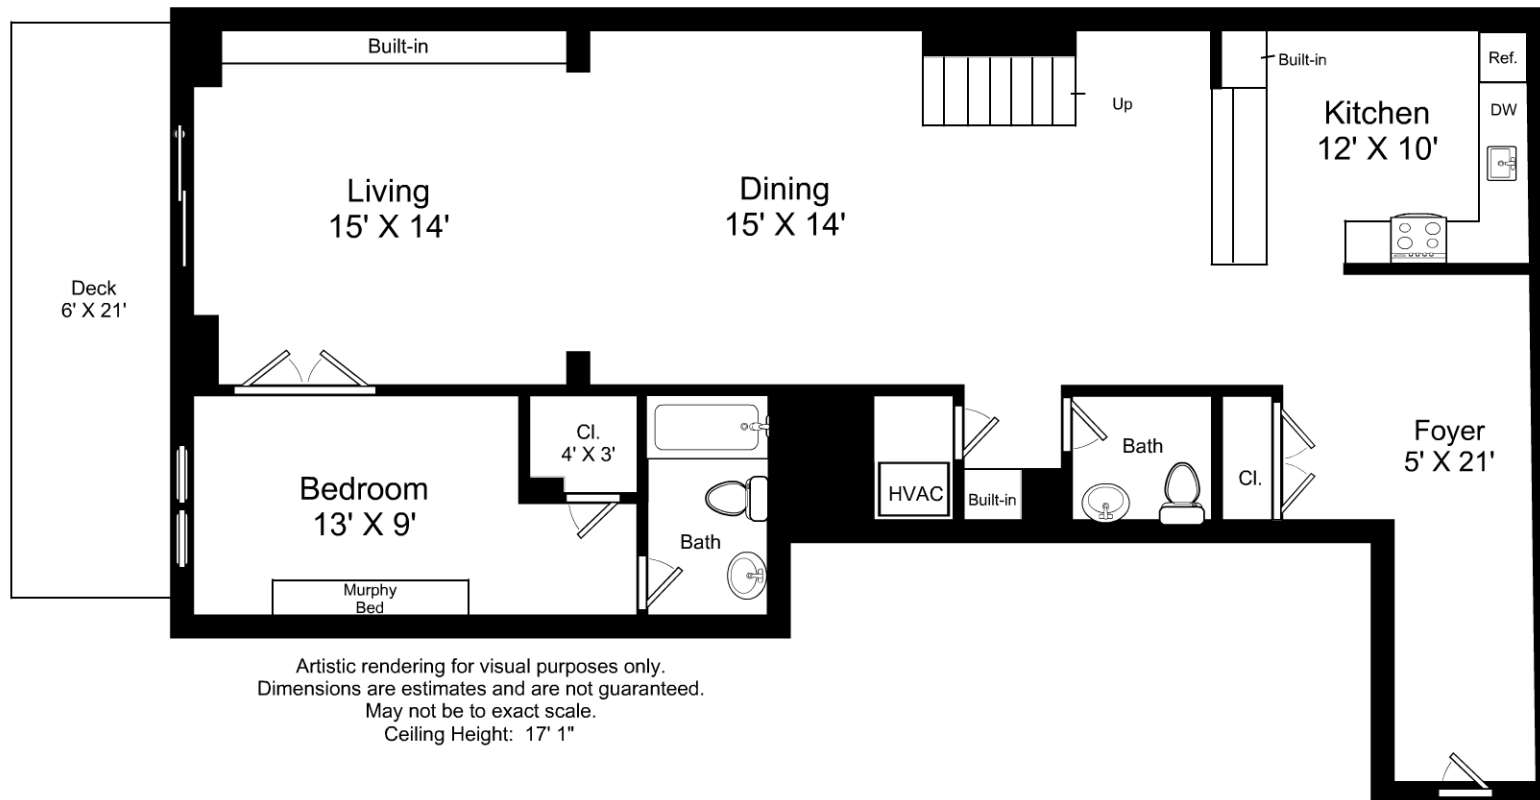 Built-in
Built-in
Ref.
Up
DW
Kitchen
12' X 10'
Living
15' X 14'
Dining
15' X 14'
Deck
6' X 21'
Cl.
4' X 3'
Bath
Foyer
5' X 21'
Cl.
Bedroom
13' X 9'
HVAC
Built-in
Bath
Murphy
Bed
Artistic rendering for visual purposes only.
Dimensions are estimates and are not guaranteed.
May not be to exact scale.
Ceiling Height: 17' 1"